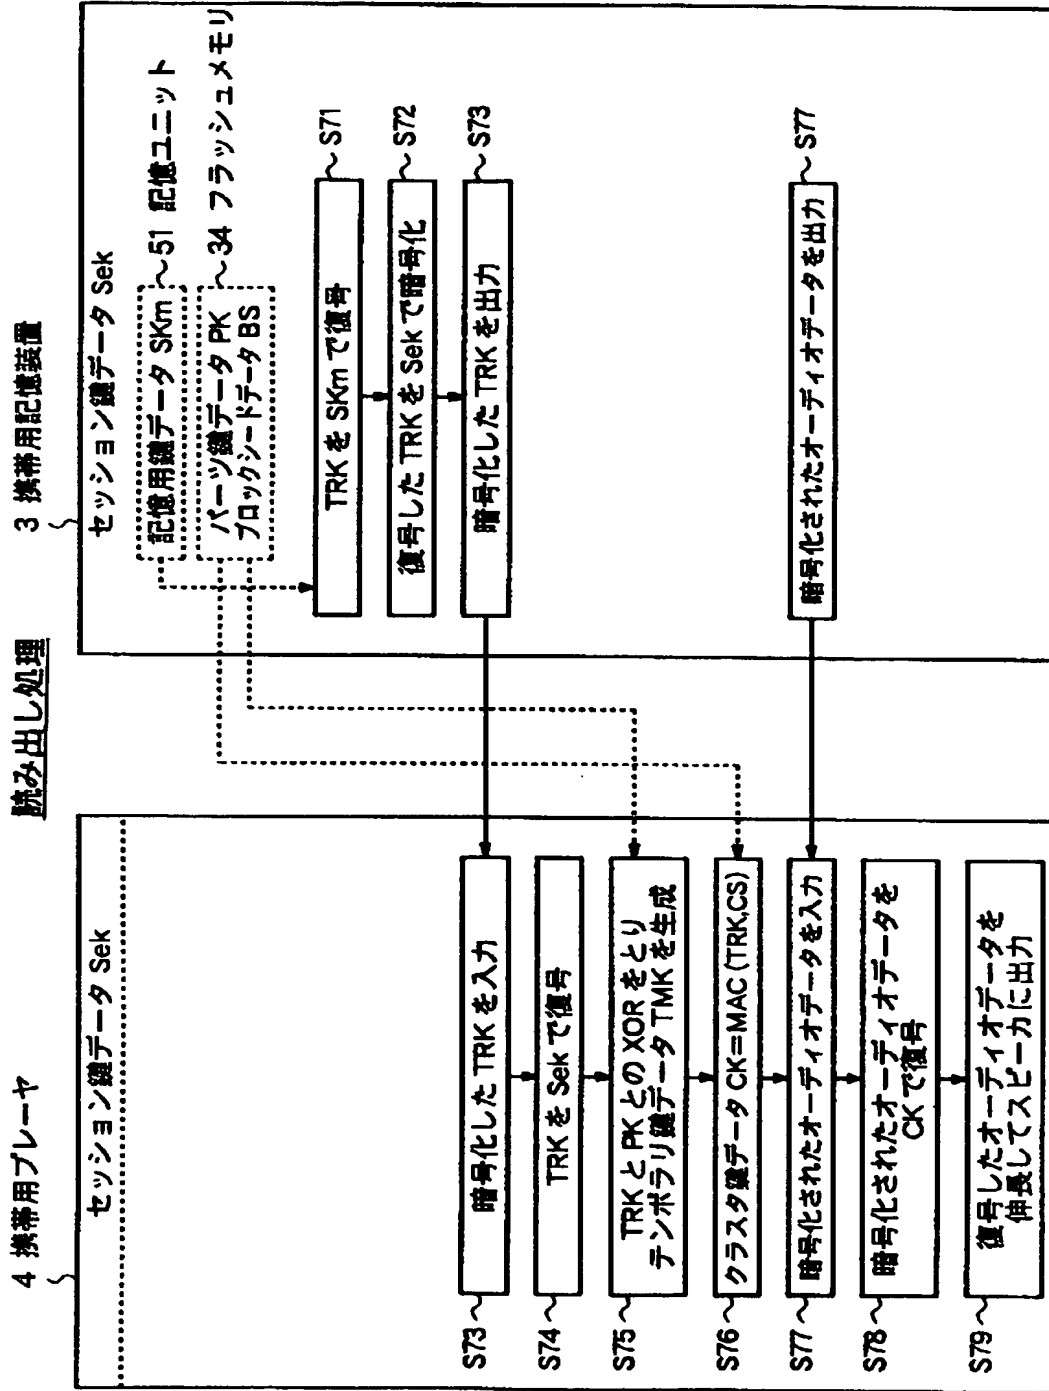 読み出し処理
4 携帯用プレーヤ
セッション鍵データ Sek
S73
暗号化した TRK を入力
S74
TRK を Sek で復号
S75
TRK と PK との XOR をとり
テンポラリ鍵データ TMK を生成
S76
クラスタ鍵データ CK=MAC (TRK,CS)
S77
暗号化されたオーディオデータを入力
S78
暗号化されたオーディオデータを
CK で復号
S79
復号したオーディオデータを
伸長してスピーカに出力
3 携帯用記憶装置
セッション鍵データ Sek
記憶用鍵データ SKm
51 記憶ユニット
パーツ鍵データ PK
ブロックシードデータ BS
34 フラッシュメモリ
TRK を SKm で復号
S71
復号した TRK を Sek で暗号化
S72
暗号化した TRK を出力
S73
暗号化されたオーディオデータを出力
S77